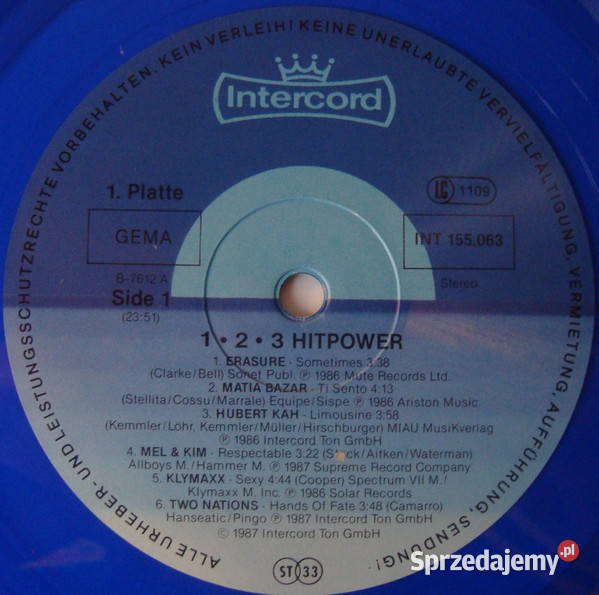 ALLE URHEBER- UND LEISTUNGSSCHUTZRECHTE VORBEHALTEN. KEIN VERLEIH! KEINE UNERLAUBTE VERVIELFÄLTIGUNG, VERMIETUNG, AUFFÜHRUNG, SENDUNG!
Intercord
1. Platte
LC 1109
GEMA
INT 155.063
B-7612 A
Stereo
Side 1
(23:51)
1 • 2 • 3 HITPOWER
1. ERASURE - Sometimes 3:38
(Clarke/Bell) Sonet Publ. ℗ 1986 Mute Records Ltd.
2. MATIA BAZAR - Ti Sento 4.13
(Stellita/Cossu/Marrale) Equipe/Sispe ℗ 1986 Ariston Music
3. HUBERT KAH - Limousine 3:58
(Kemmler/Löhr, Kemmler/Müller/Hirschburger) MIAU MusiKverlag
℗ 1986 Intercord Ton GmbH
4. MEL & KIM - Respectable 3:22 (Stock/Aitken/Waterman)
Allboys M./Hammer M. ℗ 1987 Supreme Record Company
5. KLYMAXX - Sexy 4:44 (Cooper) Spectrum VII M./
Klymaxx M. Inc. ℗ 1986 Solar Records
6. TWO NATIONS - Hands Of Fate 3:48 (Camarro)
Hanseatic/Pingo ℗ 1987 Intercord Ton GmbH
© 1987 Intercord Ton GmbH
ST 33
Sprzedajemy.pl